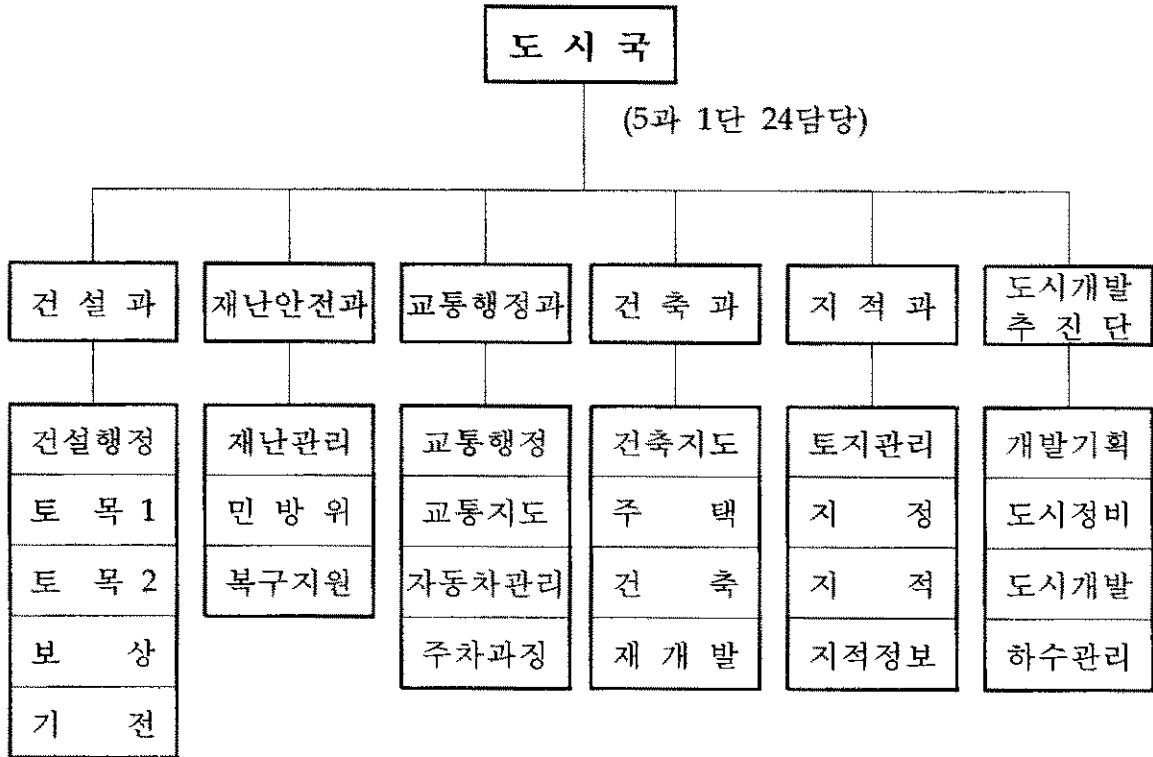 도 시 국
(5과 1단 24담당)
건 설 과
재난안전과
교통행정과
건 축 과
지 적 과
도시개발
추 진 단
건설행정
토 목 1
토 목 2
보 상
기 전
재난관리
민 방 위
복구지원
교통행정
교통지도
자동차관리
주차과징
건축지도
주 택
건 축
재 개 발
토지관리
지 정
지 적
지적정보
개발기획
도시정비
도시개발
하수관리